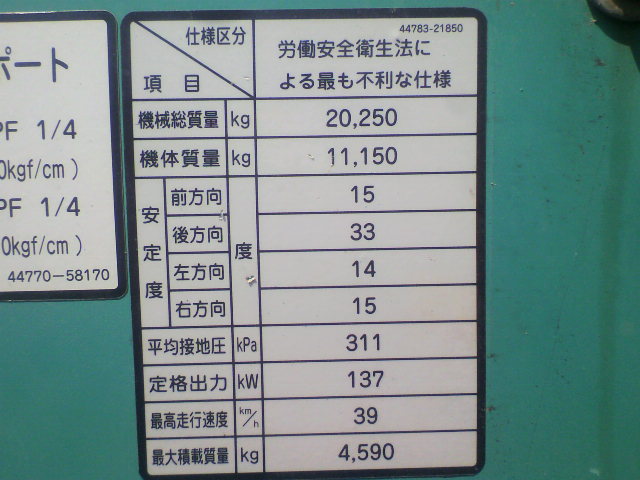 ポート
PF 1/4
0kgf/cm )
PF 1/4
0kgf/cm )
44770-58170
44783-21850
仕様区分
項 目
労働安全衛生法に
よる最も不利な仕様
機械総質量 kg 20,250
機体質量 kg 11,150
安定度 度
前方向 15
後方向 33
左方向 14
右方向 15
平均接地圧 kPa 311
定格出力 kW 137
最高走行速度 km/h 39
最大積載質量 kg 4,590